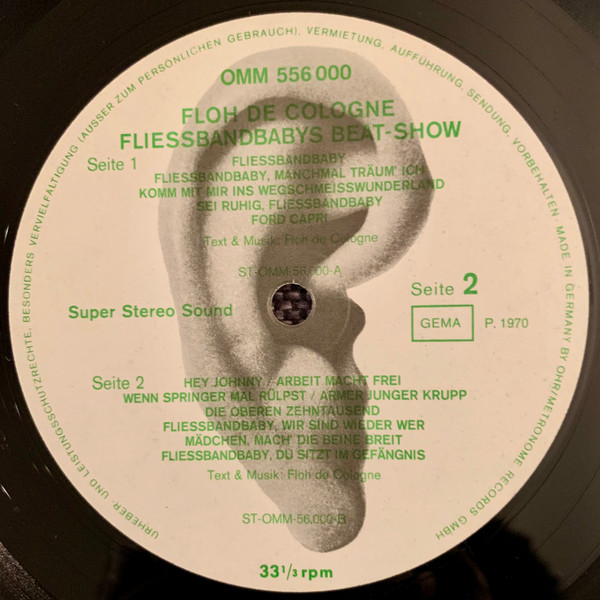 URHEBER- UND LEISTUNGSSCHUTZRECHTE, BESONDERS VERVIELFÄLTIGUNG (AUSSER ZUM PERSÖNLICHEN GEBRAUCH), VERMIETUNG, AUFFÜHRUNG, SENDUNG, VORBEHALTEN · MADE IN GERMANY BY OHR/METRONOME RECORDS GMBH
OMM 556 000
FLOH DE COLOGNE
FLIESSBANDBABYS BEAT-SHOW
Seite 1
FLIESSBANDBABY
FLIESSBANDBABY, MANCHMAL TRÄUM' ICH
KOMM MIT MIR INS WEGSCHMEISSWUNDERLAND
SEI RUHIG, FLIESSBANDBABY
FORD CAPRI
Text & Musik: Floh de Cologne
ST-OMM-56,000-A
Super Stereo Sound
Seite 2
GEMA P. 1970
Seite 2
HEY JOHNNY / ARBEIT MACHT FREI
WENN SPRINGER MAL RÜLPST / ARMER JUNGER KRUPP
DIE OBEREN ZEHNTAUSEND
FLIESSBANDBABY, WIR SIND WIEDER WER
MÄDCHEN, MACH' DIE BEINE BREIT
FLIESSBANDBABY, DU SITZT IM GEFÄNGNIS
Text & Musik: Floh de Cologne
ST-OMM-56,000-B
33 1/3 rpm